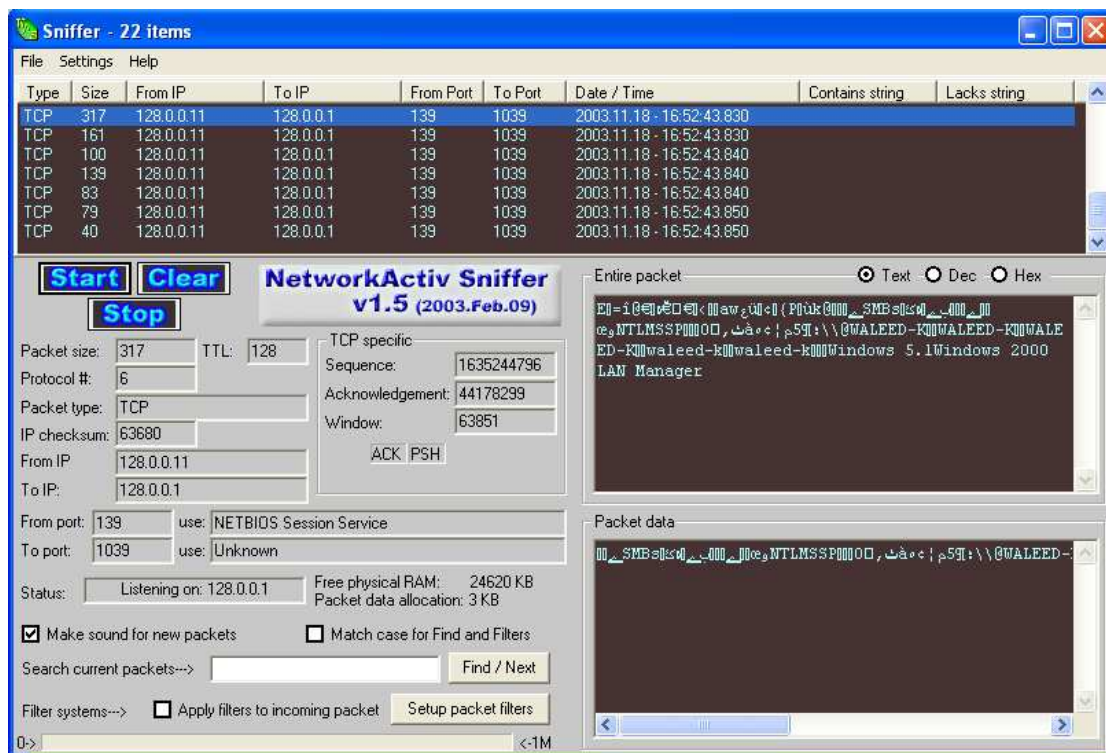 Sniffer - 22 items
File Settings Help
Type Size From IP To IP From Port To Port Date / Time Contains string Lacks string
TCP 317 128.0.0.11 128.0.0.1 139 1039 2003.11.18 - 16:52:43.830
TCP 161 128.0.0.11 128.0.0.1 139 1039 2003.11.18 - 16:52:43.830
TCP 100 128.0.0.11 128.0.0.1 139 1039 2003.11.18 - 16:52:43.840
TCP 139 128.0.0.11 128.0.0.1 139 1039 2003.11.18 - 16:52:43.840
TCP 83 128.0.0.11 128.0.0.1 139 1039 2003.11.18 - 16:52:43.840
TCP 79 128.0.0.11 128.0.0.1 139 1039 2003.11.18 - 16:52:43.850
TCP 40 128.0.0.11 128.0.0.1 139 1039 2003.11.18 - 16:52:43.850
Start Clear
Stop
NetworkActiv Sniffer
v1.5 (2003.Feb.09)
Packet size: 317 TTL: 128
Protocol #: 6
Packet type: TCP
IP checksum: 63680
From IP 128.0.0.11
To IP: 128.0.0.1
TCP specific
Sequence: 1635244796
Acknowledgement: 44178299
Window: 63851
ACK PSH
From port: 139 use: NETBIOS Session Service
To port: 1039 use: Unknown
Status: Listening on: 128.0.0.1
Free physical RAM: 24620 KB
Packet data allocation: 3 KB
Make sound for new packets Match case for Find and Filters
Search current packets---> Find / Next
Filter systems---> Apply filters to incoming packet Setup packet filters
0-> <-1M
Entire packet Text Dec Hex
SMBs
NTLMSSP WALEED-K WALEED-K WALE
ED-K waleed-k waleed-k Windows 5.1Windows 2000
LAN Manager
Packet data
SMBs NTLMSSP \\@WALEED-